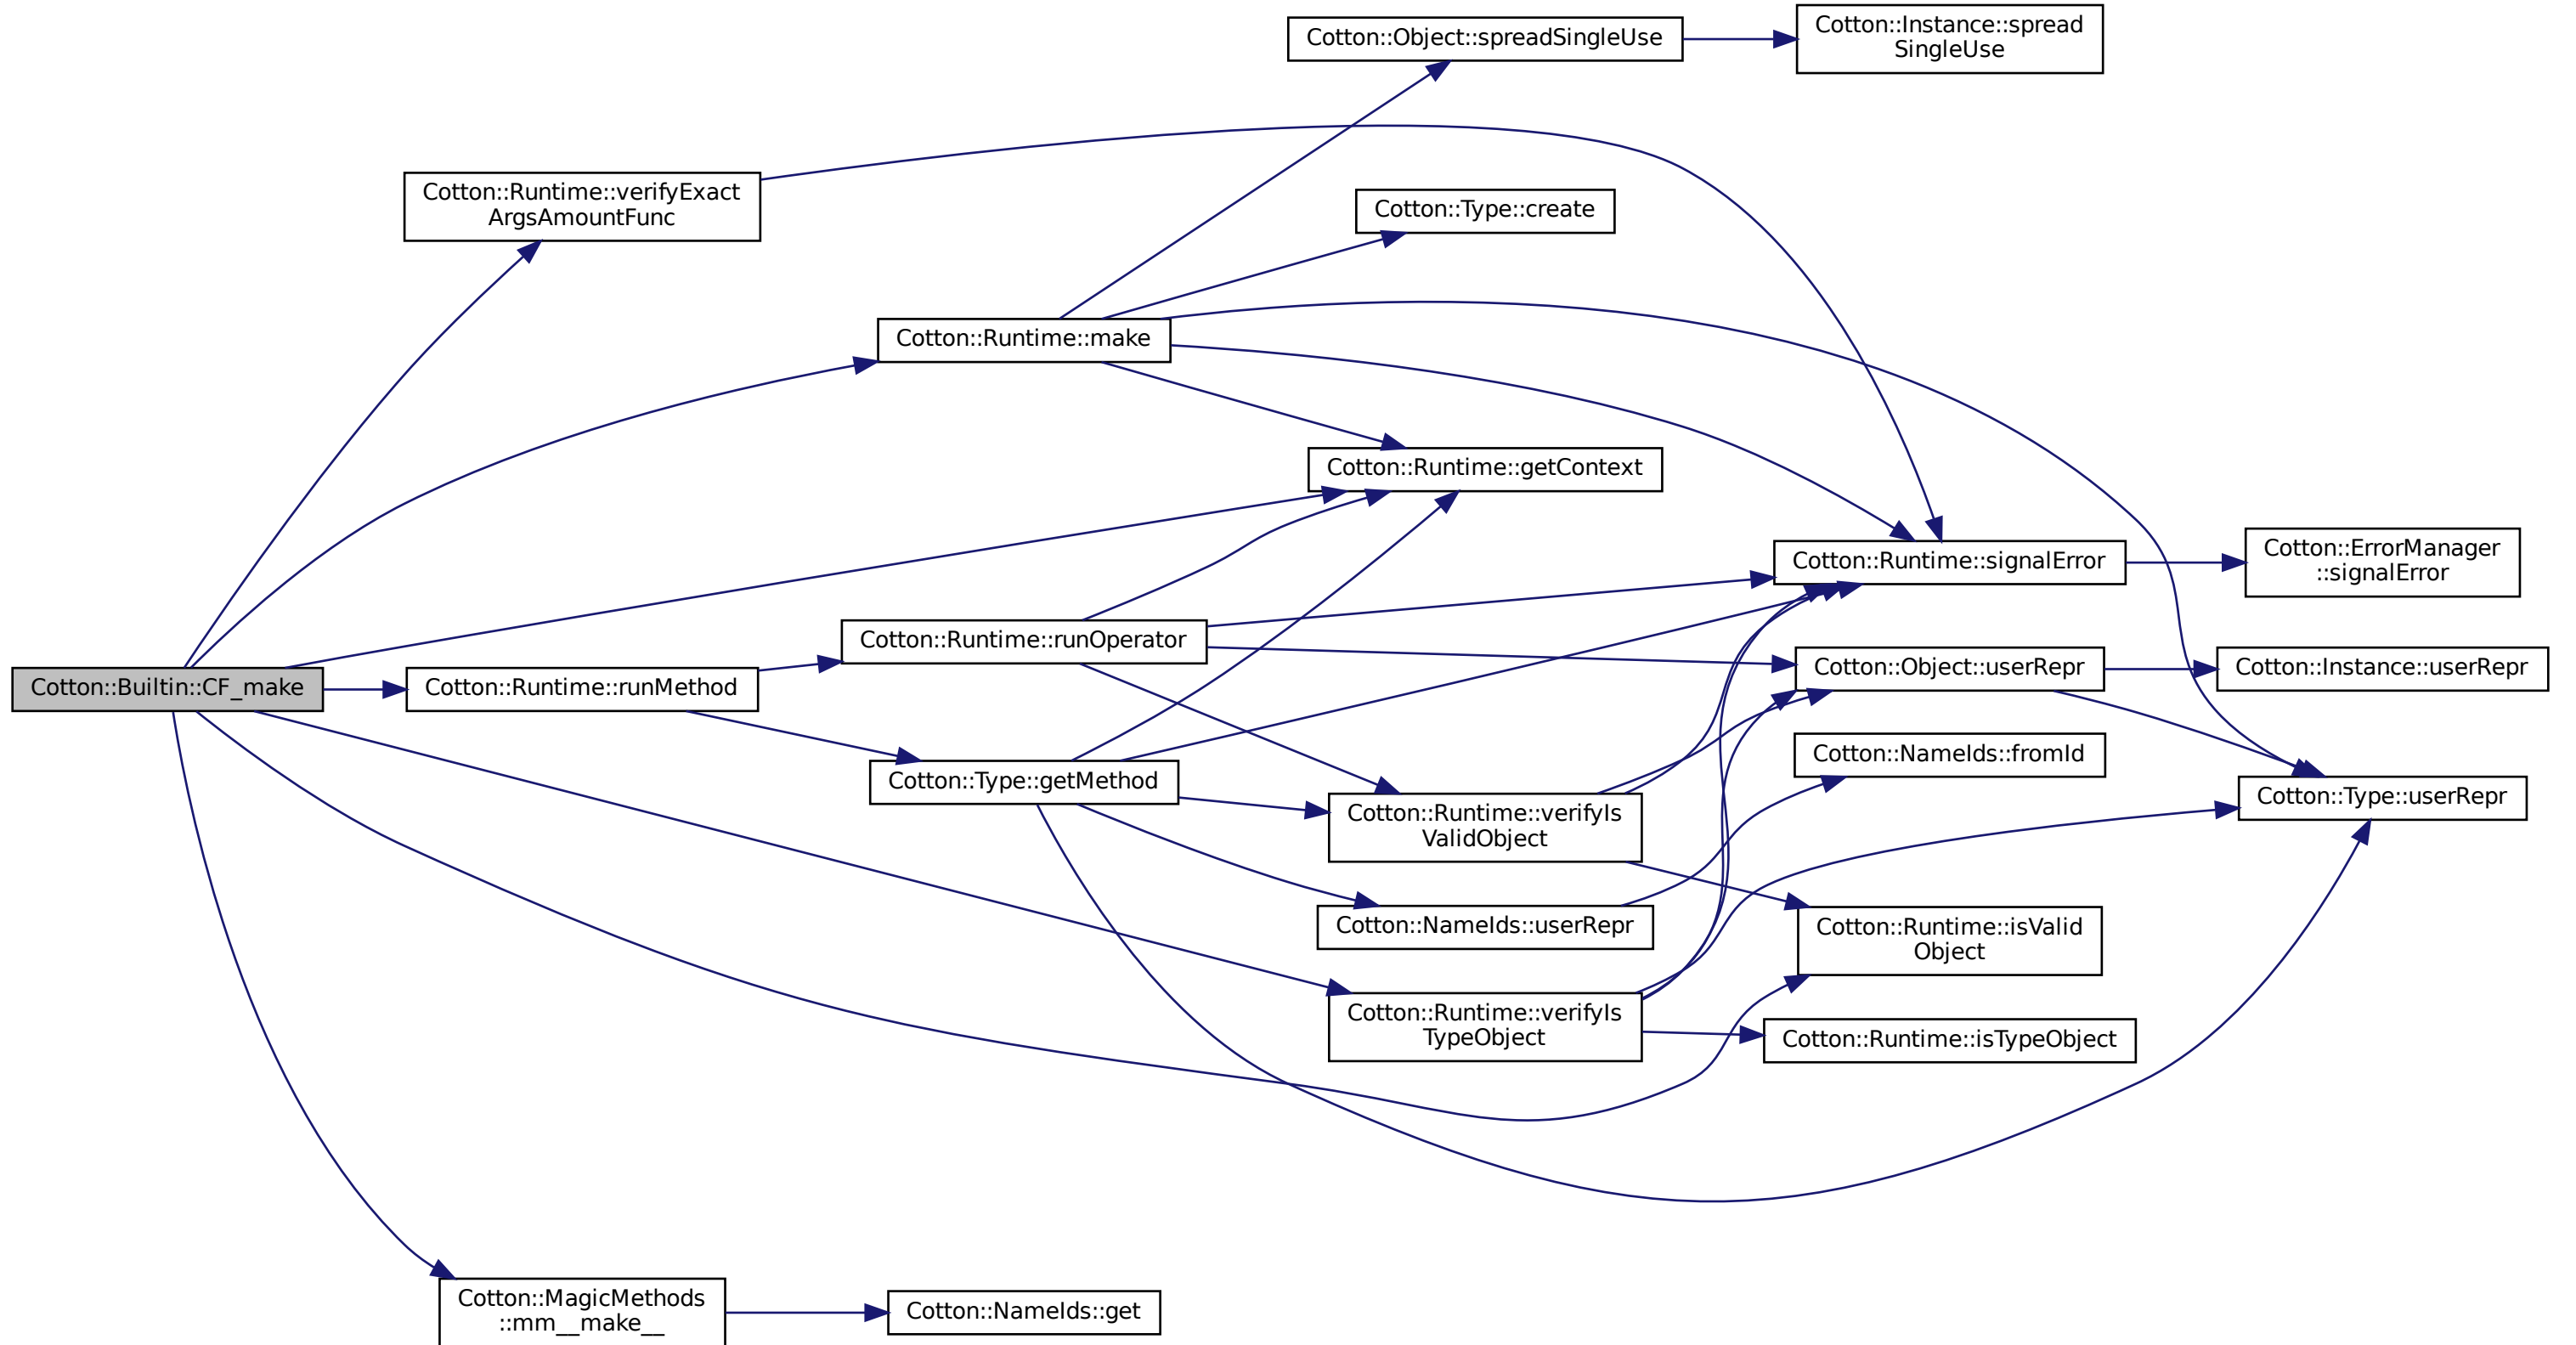 Cotton::Object::spreadSingleUse
Cotton::Instance::spread
SingleUse
Cotton::Runtime::verifyExact
ArgsAmountFunc
Cotton::Type::create
Cotton::Runtime::make
Cotton::Runtime::getContext
Cotton::Runtime::signalError
Cotton::ErrorManager
::signalError
Cotton::Runtime::runOperator
Cotton::Object::userRepr
Cotton::Instance::userRepr
Cotton::Builtin::CF_make
Cotton::Runtime::runMethod
Cotton::NameIds::fromId
Cotton::Type::getMethod
Cotton::Type::userRepr
Cotton::Runtime::verifyIs
ValidObject
Cotton::NameIds::userRepr
Cotton::Runtime::isValid
Object
Cotton::Runtime::verifyIs
TypeObject
Cotton::Runtime::isTypeObject
Cotton::MagicMethods
::mm__make__
Cotton::NameIds::get